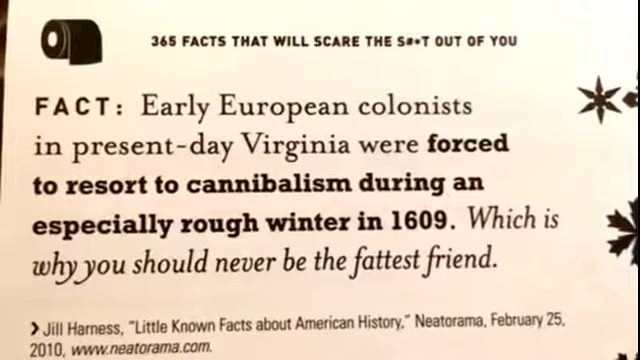 365 FACTS THAT WILL SCARE THE S#*T OUT OF YOU
FACT: Early European colonists
in present-day Virginia were forced
to resort to cannibalism during an
especially rough winter in 1609. Which is
why you should never be the fattest friend.
❯ Jill Harness, "Little Known Facts about American History," Neatorama, February 25,
2010, www.neatorama.com.